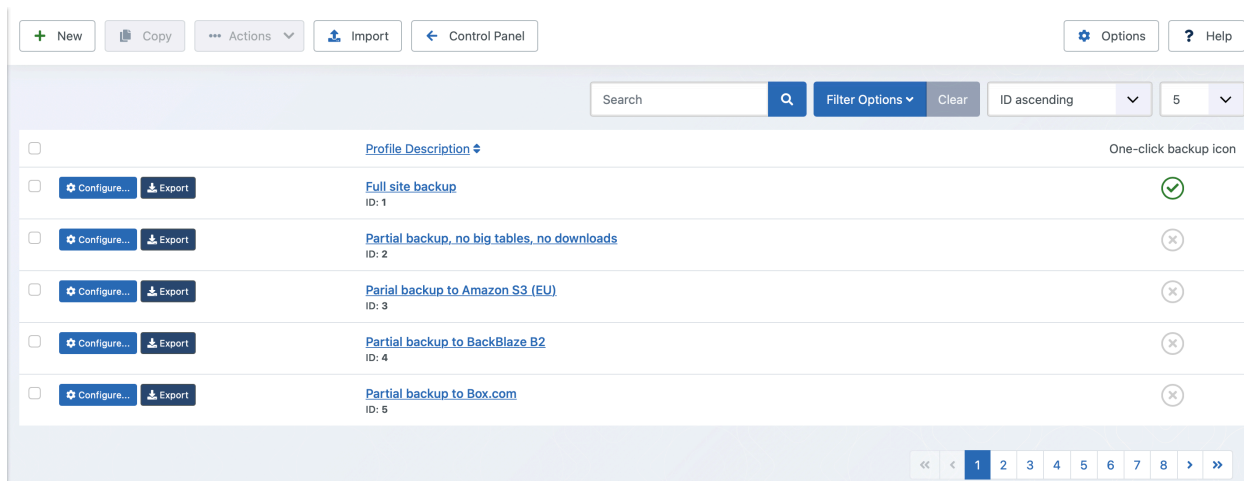 New Copy Actions Import Control Panel Options ? Help
Search Filter Options Clear ID ascending 5
Profile Description One-click backup icon
Configure... Export Full site backup
ID: 1
Configure... Export Partial backup, no big tables, no downloads
ID: 2
Configure... Export Parial backup to Amazon S3 (EU)
ID: 3
Configure... Export Partial backup to BackBlaze B2
ID: 4
Configure... Export Partial backup to Box.com
ID: 5
« ‹ 1 2 3 4 5 6 7 8 › »